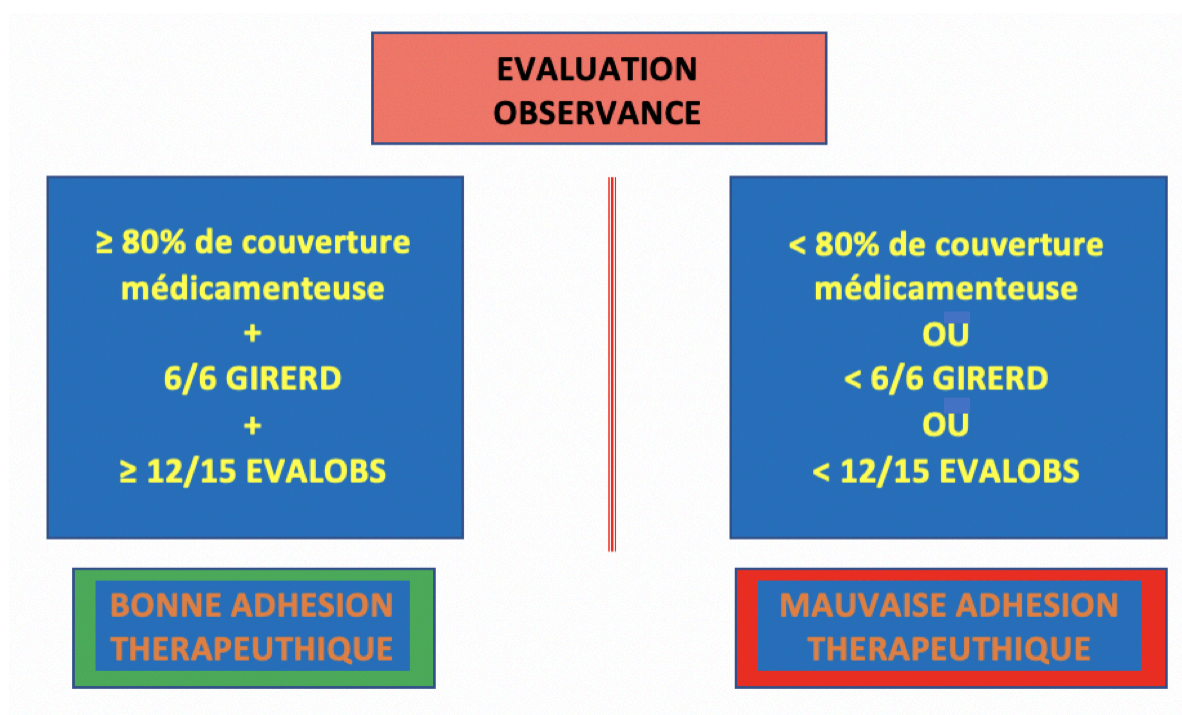 EVALUATION
OBSERVANCE
≥ 80% de couverture
médicamenteuse
+
6/6 GIRERD
+
≥ 12/15 EVALOBS
BONNE ADHESION
THERAPEUTHIQUE
< 80% de couverture
médicamenteuse
OU
< 6/6 GIRERD
OU
< 12/15 EVALOBS
MAUVAISE ADHESION
THERAPEUTHIQUE